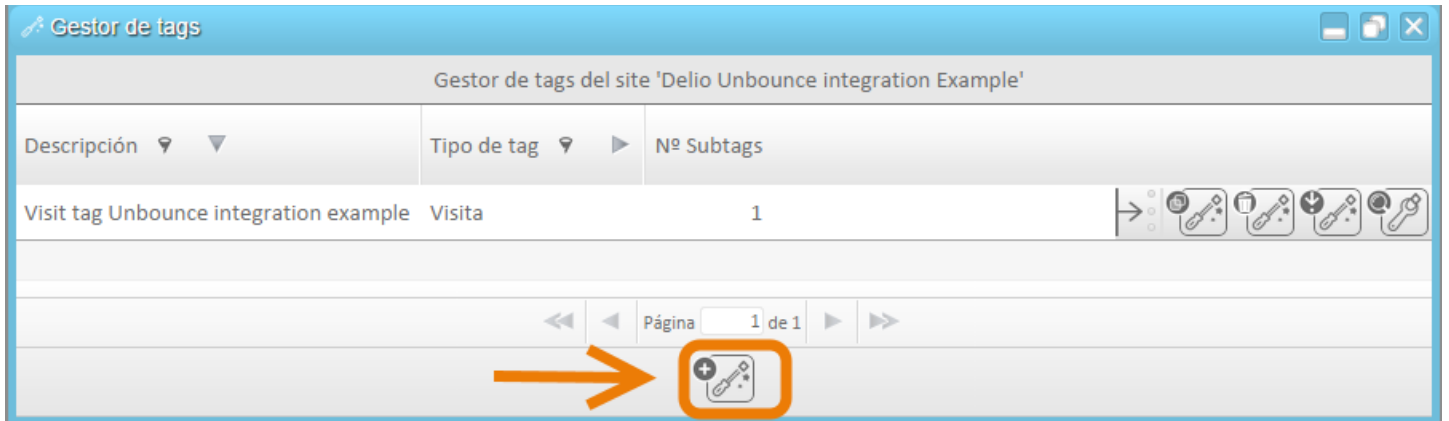 Gestor de tags
Gestor de tags del site 'Delio Unbounce integration Example'
Descripción Tipo de tag Nº Subtags
Visit tag Unbounce integration example Visita 1
Página 1 de 1